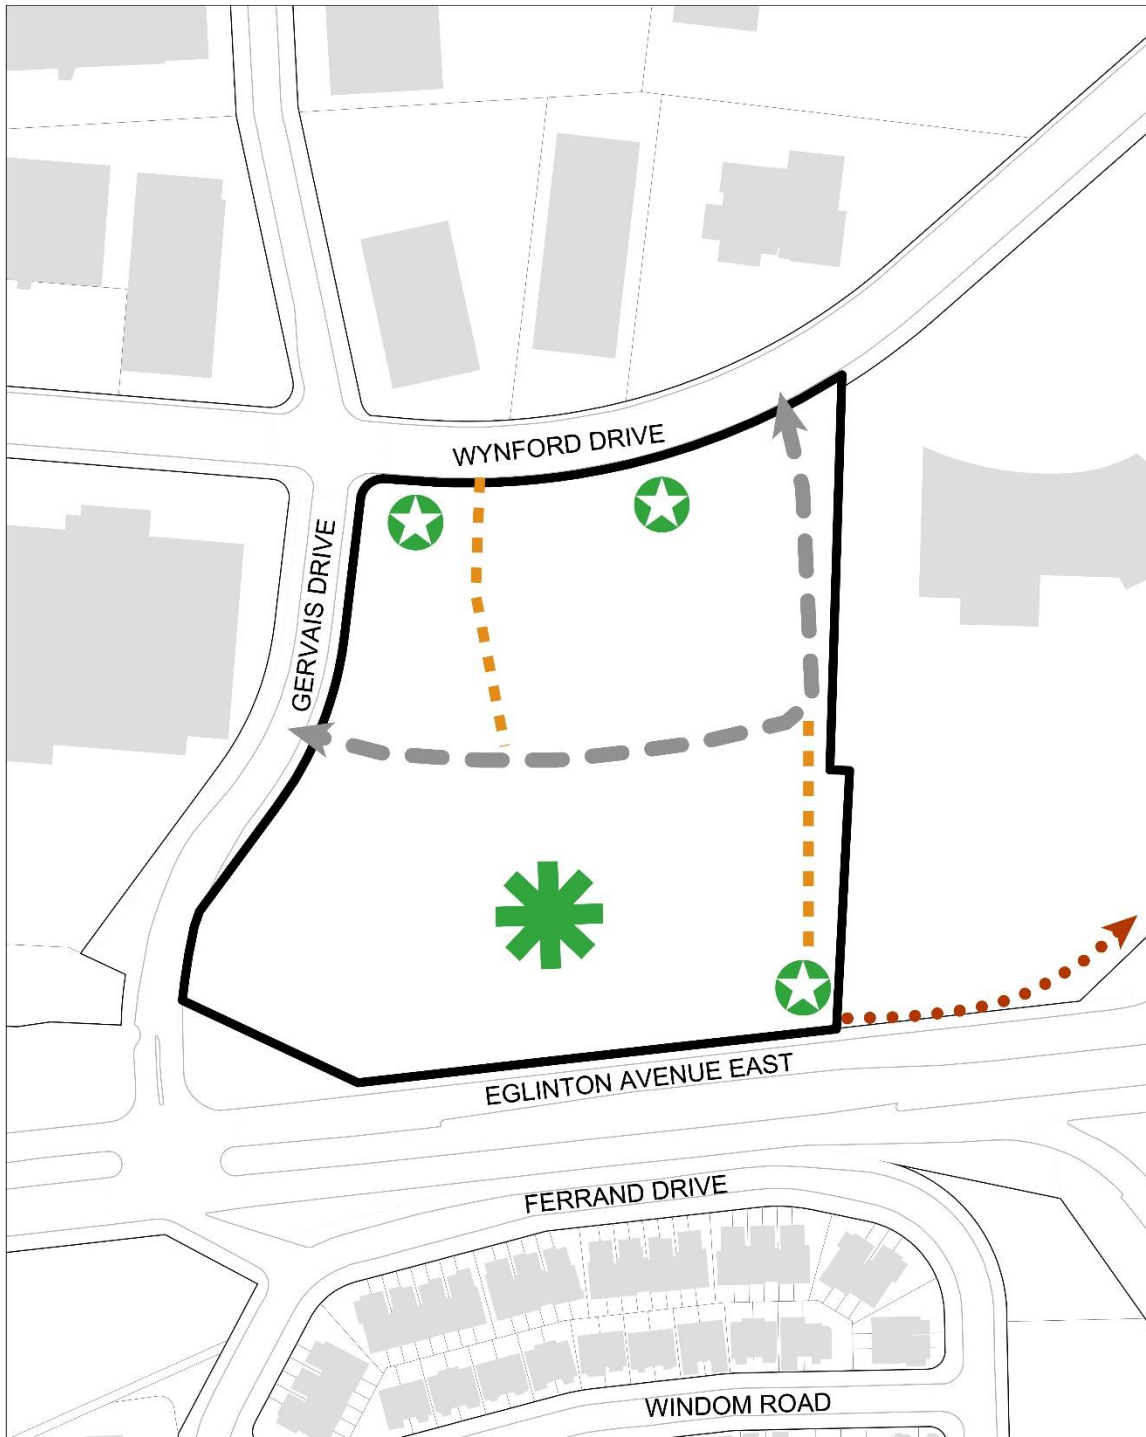 WYNFORD DRIVE
GERVAIS DRIVE
EGLINTON AVENUE EAST
FERRAND DRIVE
WINDOM ROAD